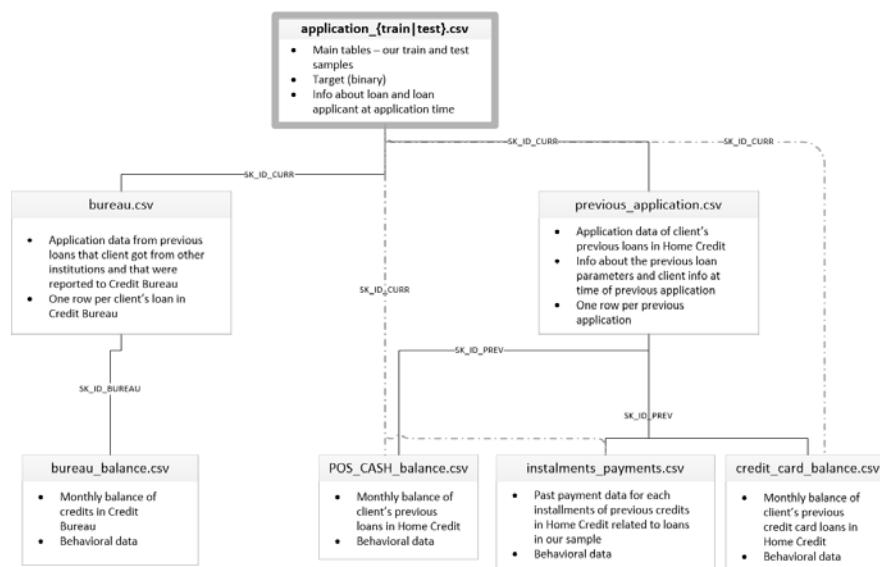 application_{train|test}.csv
• Main tables – our train and test
samples
• Target (binary)
• Info about loan and loan
applicant at application time
SK_ID_CURR
SK_ID_CURR
SK_ID_CURR
bureau.csv
• Application data from previous
loans that client got from other
institutions and that were
reported to Credit Bureau
• One row per client's loan in
Credit Bureau
previous_application.csv
• Application data of client's
previous loans in Home Credit
• Info about the previous loan
parameters and client info at
time of previous application
• One row per previous
application
SK_ID_CURR
SK_ID_PREV
SK_ID_BUREAU
SK_ID_PREV
bureau_balance.csv
• Monthly balance of
credits in Credit
Bureau
• Behavioral data
POS_CASH_balance.csv
• Monthly balance of
client's previous
loans in Home Credit
• Behavioral data
instalments_payments.csv
• Past payment data for each
installments of previous credits
in Home Credit related to loans
in our sample
• Behavioral data
credit_card_balance.csv
• Monthly balance of
client's previous
credit card loans in
Home Credit
• Behavioral data